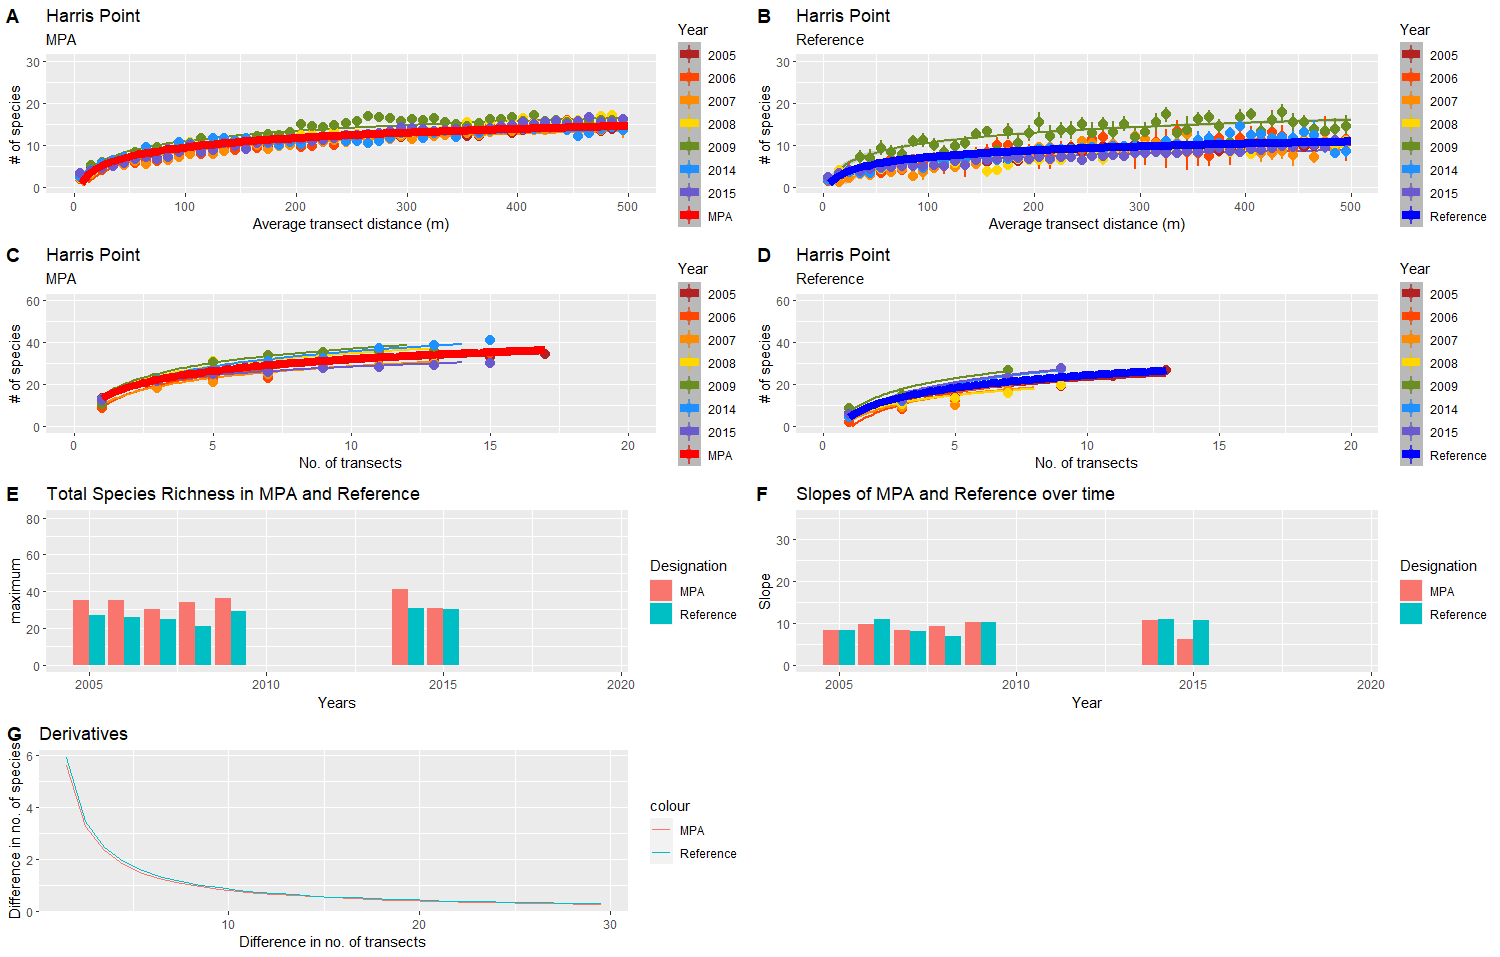 A Harris Point
MPA
# of species
30
20
10
0
0 100 200 300 400 500
Average transect distance (m)
Year
2005
2006
2007
2008
2009
2014
2015
MPA
B Harris Point
Reference
# of species
30
20
10
0
0 100 200 300 400 500
Average transect distance (m)
Year
2005
2006
2007
2008
2009
2014
2015
Reference
C Harris Point
MPA
# of species
60
40
20
0
0 5 10 15 20
No. of transects
Year
2005
2006
2007
2008
2009
2014
2015
MPA
D Harris Point
Reference
# of species
60
40
20
0
0 5 10 15 20
No. of transects
Year
2005
2006
2007
2008
2009
2014
2015
Reference
E Total Species Richness in MPA and Reference
maximum
80
60
40
20
0
2005 2010 2015 2020
Years
Designation
MPA
Reference
F Slopes of MPA and Reference over time
Slope
30
20
10
0
2005 2010 2015 2020
Year
Designation
MPA
Reference
G Derivatives
Difference in no. of species
6
4
2
0
10 20 30
Difference in no. of transects
colour
MPA
Reference